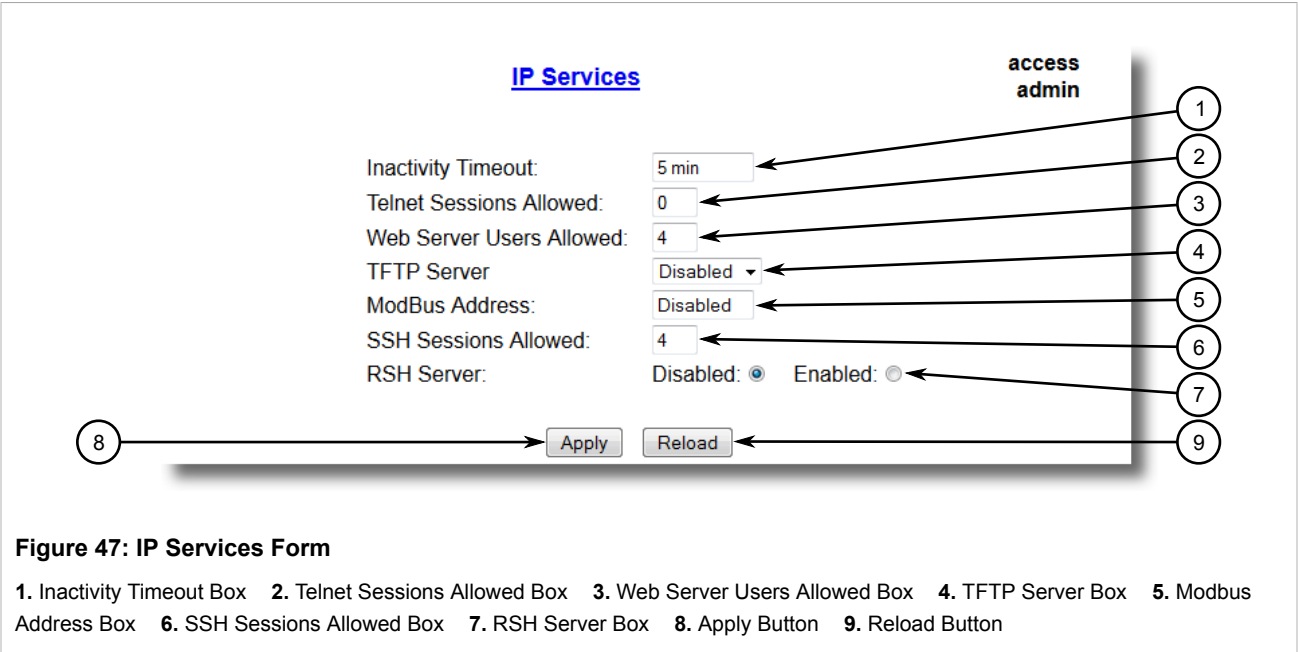 IP Services
access
admin
1
Inactivity Timeout: 5 min
2
Telnet Sessions Allowed: 0
3
Web Server Users Allowed: 4
4
TFTP Server Disabled
5
ModBus Address: Disabled
6
SSH Sessions Allowed: 4
RSH Server: Disabled: Enabled:
7
8
Apply Reload
9
Figure 47: IP Services Form
1. Inactivity Timeout Box 2. Telnet Sessions Allowed Box 3. Web Server Users Allowed Box 4. TFTP Server Box 5. Modbus
Address Box 6. SSH Sessions Allowed Box 7. RSH Server Box 8. Apply Button 9. Reload Button